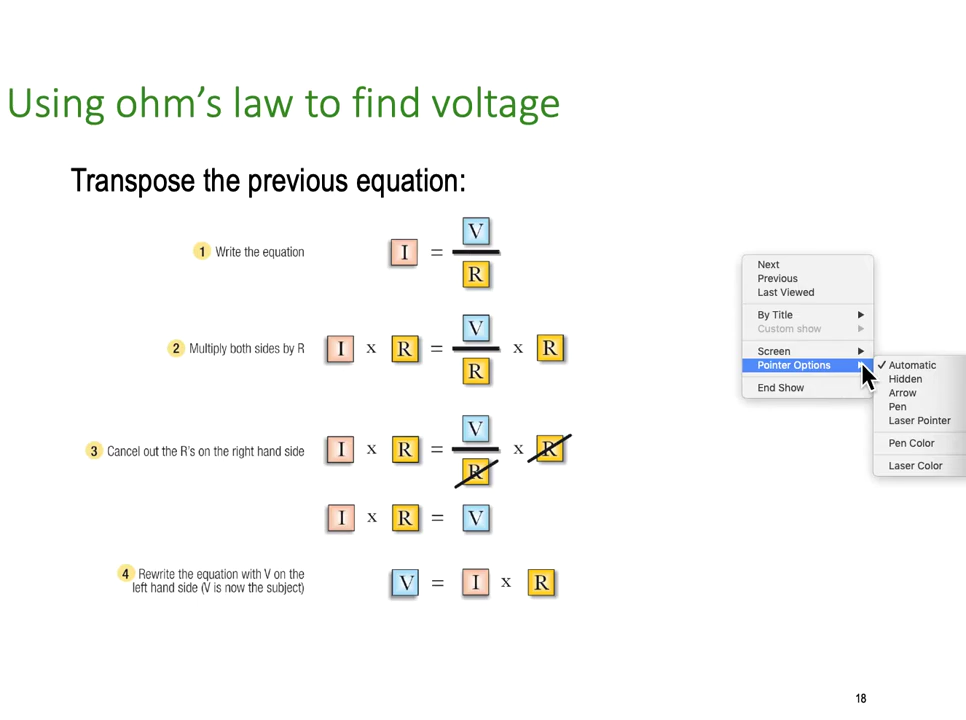 Using ohm's law to find voltage
Transpose the previous equation:
1 Write the equation
I = V
R
2 Multiply both sides by R
I x R = V x R
R
3 Cancel out the R's on the right hand side
I x R = V x R
R
I x R = V
4 Rewrite the equation with V on the
left hand side (V is now the subject)
V = I x R
Next
Previous
Last Viewed
By Title
Custom show
Screen
Pointer Options
End Show
✓ Automatic
Hidden
Arrow
Pen
Laser Pointer
Pen Color
Laser Color
18